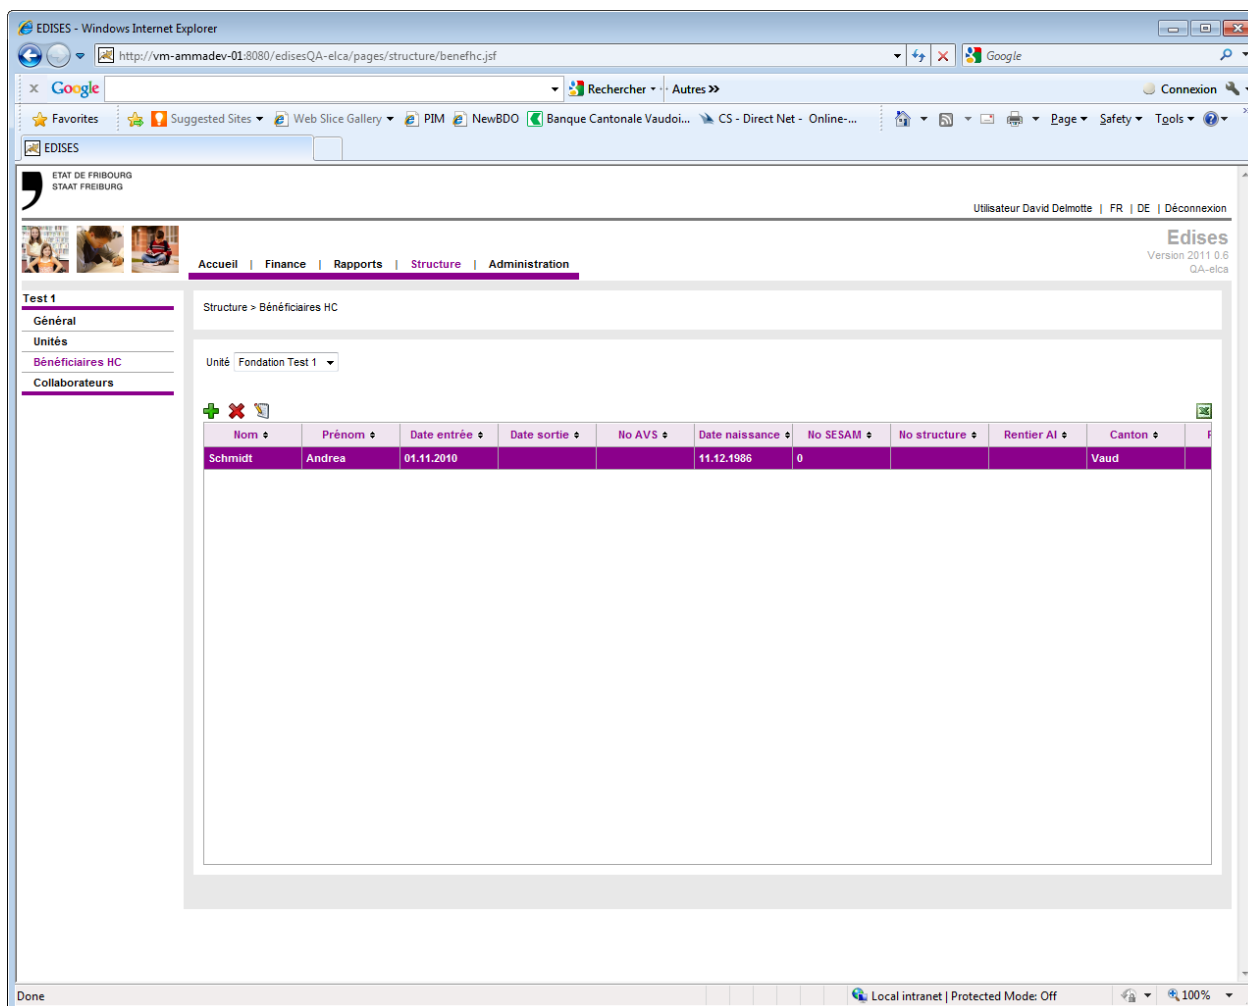 EDISES - Windows Internet Explorer
http://vm-ammadev-01:8080/edisesQA-elca/pages/structure/benefhc.jsf
Google
x Google Rechercher Autres >> Connexion
Favorites Suggested Sites Web Slice Gallery PIM NewBDO Banque Cantonale Vaudoi... CS - Direct Net - Online-... Page Safety Tools
EDISES
ETAT DE FRIBOURG
STAAT FREIBURG
Utilisateur David Delmotte | FR | DE | Déconnexion
Edises
Version 2011 0.6
QA-elca
Accueil | Finance | Rapports | Structure | Administration
Test 1
Général
Unités
Bénéficiaires HC
Collaborateurs
Structure > Bénéficiaires HC
Unité Fondation Test 1
Nom Prénom Date entrée Date sortie No AVS Date naissance No SESAM No structure Rentier AI Canton
Schmidt Andrea 01.11.2010 11.12.1986 0 Vaud
Done Local intranet | Protected Mode: Off 100%